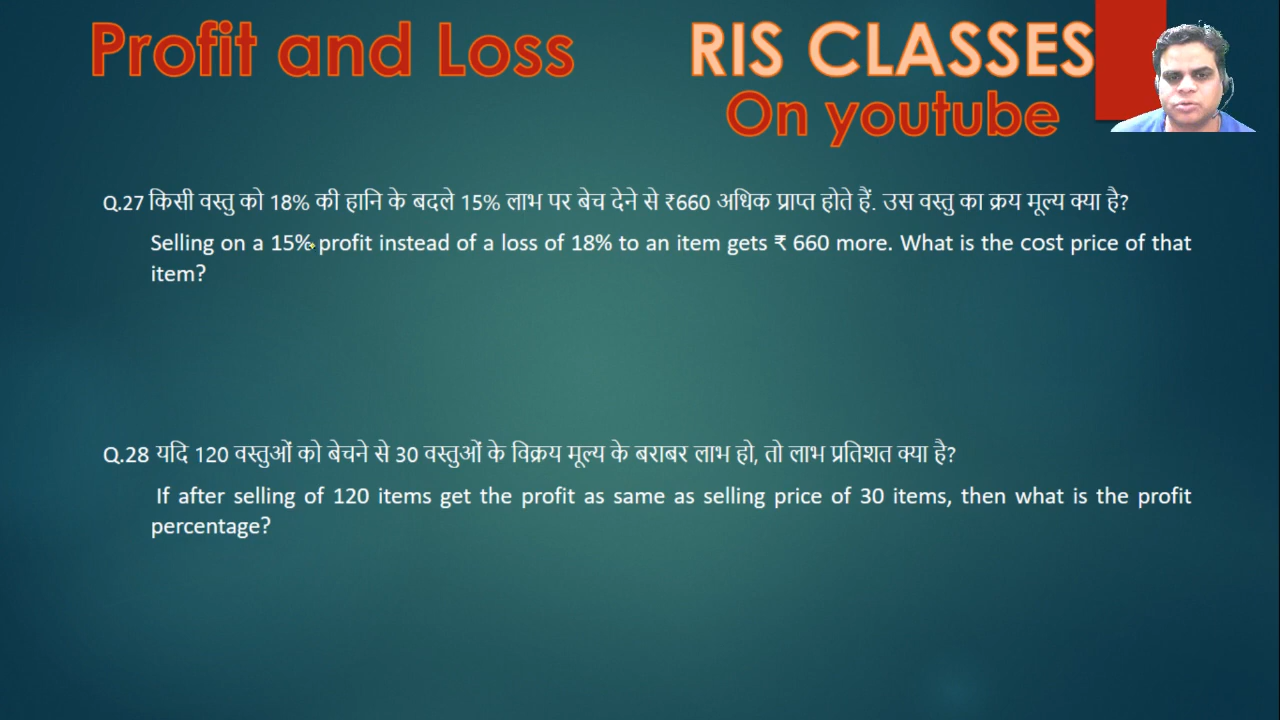 Profit and Loss
RIS CLASSES
On youtube
Q.27 किसी वस्तु को 18% की हानि के बदले 15% लाभ पर बेच देने से ₹660 अधिक प्राप्त होते हैं. उस वस्तु का क्रय मूल्य क्या है?
Selling on a 15% profit instead of a loss of 18% to an item gets ₹ 660 more. What is the cost price of that
item?
Q.28 यदि 120 वस्तुओं को बेचने से 30 वस्तुओं के विक्रय मूल्य के बराबर लाभ हो, तो लाभ प्रतिशत क्या है?
If after selling of 120 items get the profit as same as selling price of 30 items, then what is the profit
percentage?